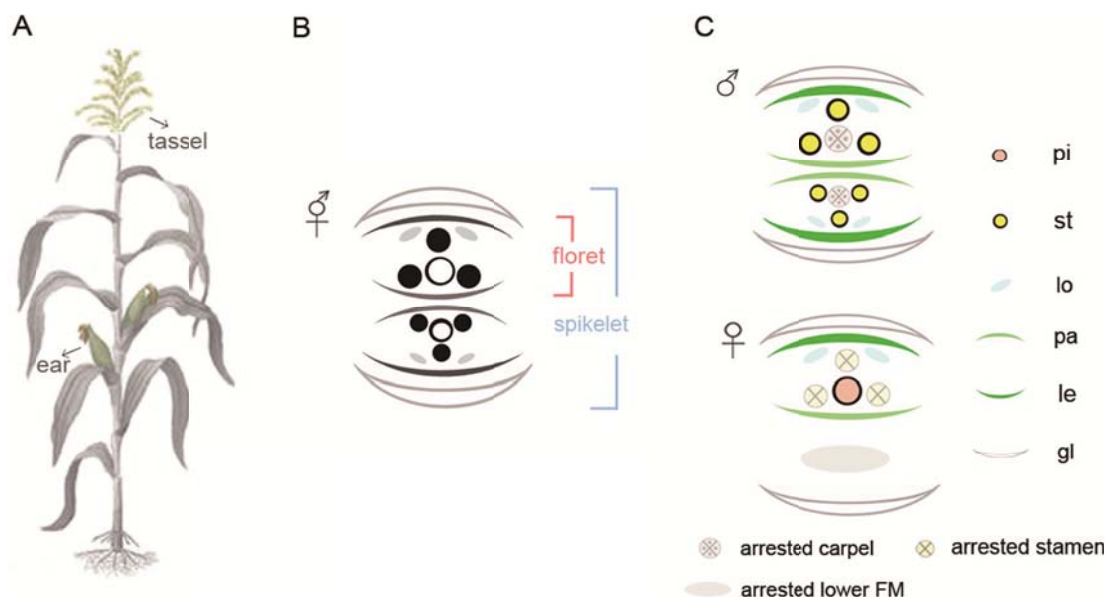 A
tassel
ear
B
⚥
floret
spikelet
C
♂
♀
pi
st
lo
pa
le
gl
arrested carpel
arrested stamen
arrested lower FM